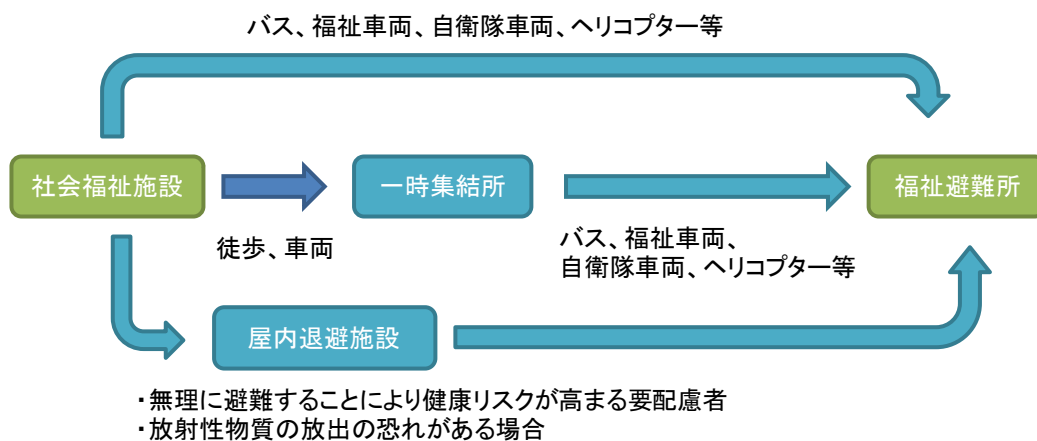 バス、福祉車両、自衛隊車両、ヘリコプター等
社会福祉施設
一時集結所
福祉避難所
徒歩、車両
バス、福祉車両、
自衛隊車両、ヘリコプター等
屋内退避施設
・無理に避難することにより健康リスクが高まる要配慮者
・放射性物質の放出の恐れがある場合